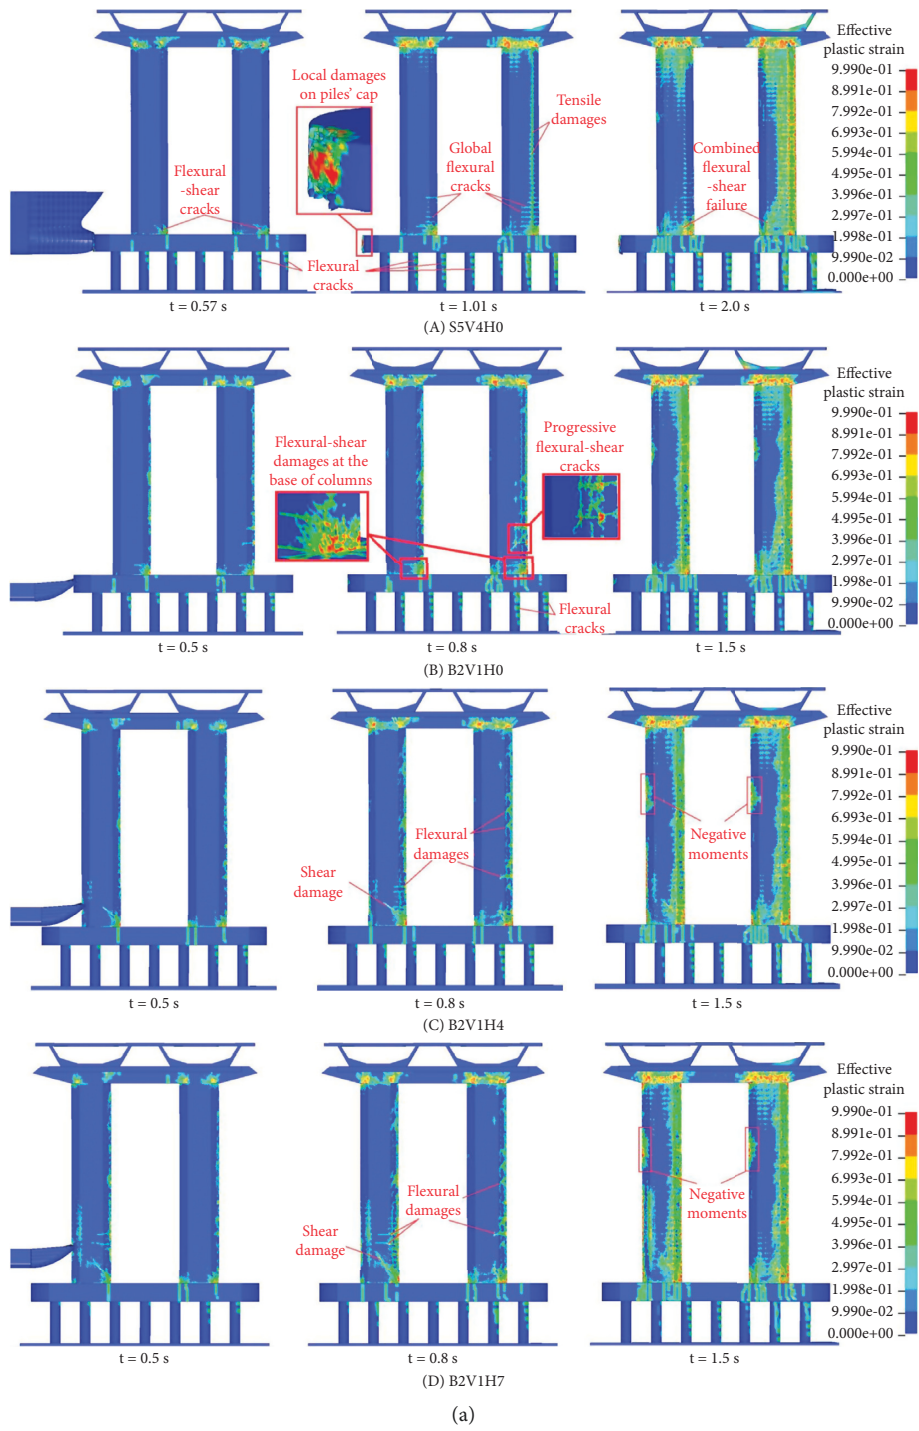 Effective
plastic strain
9.990e-01
8.991e-01
7.992e-01
6.993e-01
5.994e-01
4.995e-01
3.996e-01
2.997e-01
1.998e-01
9.990e-02
0.000e+00
Local damages
on piles' cap
Tensile
damages
Flexural
-shear
cracks
Global
flexural
cracks
Combined
flexural
-shear
failure
Flexural
cracks
t = 0.57 s
t = 1.01 s
t = 2.0 s
(A) S5V4H0
Effective
plastic strain
9.990e-01
8.991e-01
7.992e-01
6.993e-01
5.994e-01
4.995e-01
3.996e-01
2.997e-01
1.998e-01
9.990e-02
0.000e+00
Flexural-shear
damages at the
base of columns
Progressive
flexural-shear
cracks
Flexural
cracks
t = 0.5 s
t = 0.8 s
t = 1.5 s
(B) B2V1H0
Effective
plastic strain
9.990e-01
8.991e-01
7.992e-01
6.993e-01
5.994e-01
4.995e-01
3.996e-01
2.997e-01
1.998e-01
9.990e-02
0.000e+00
Flexural
damages
Shear
damage
Negative
moments
t = 0.5 s
t = 0.8 s
t = 1.5 s
(C) B2V1H4
Effective
plastic strain
9.990e-01
8.991e-01
7.992e-01
6.993e-01
5.994e-01
4.995e-01
3.996e-01
2.997e-01
1.998e-01
9.990e-02
0.000e+00
Flexural
damages
Shear
damage
Negative
moments
t = 0.5 s
t = 0.8 s
t = 1.5 s
(D) B2V1H7
(a)